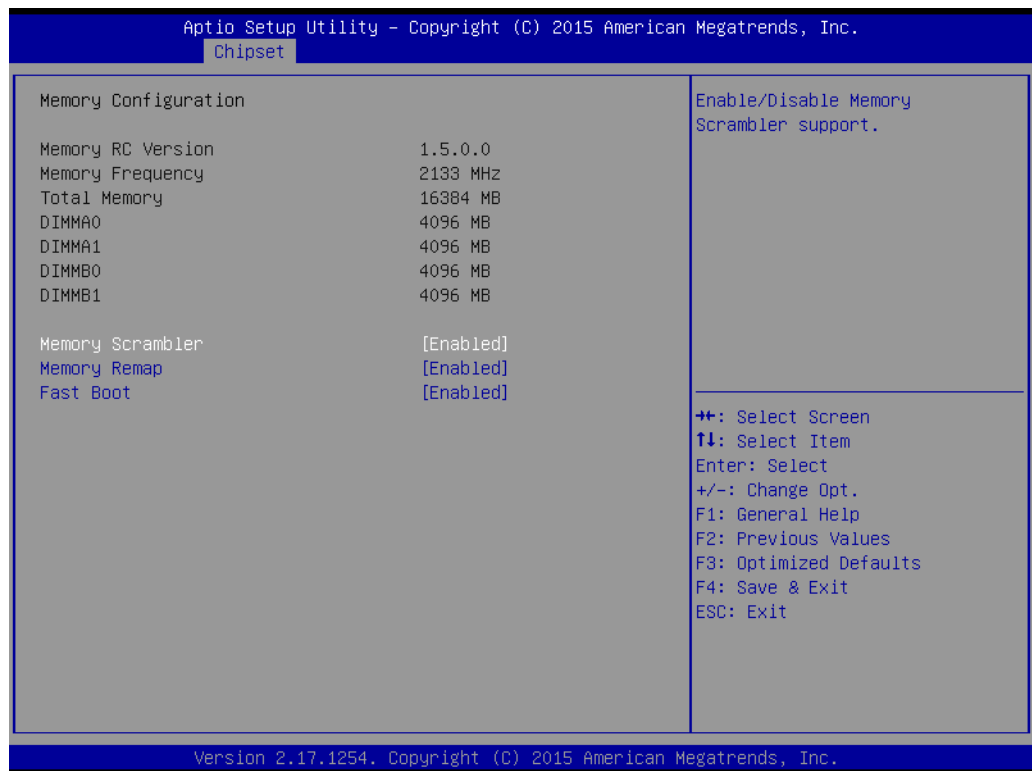 Aptio Setup Utility – Copyright (C) 2015 American Megatrends, Inc.
Chipset
Memory Configuration
Memory RC Version 1.5.0.0
Memory Frequency 2133 MHz
Total Memory 16384 MB
DIMMA0 4096 MB
DIMMA1 4096 MB
DIMMB0 4096 MB
DIMMB1 4096 MB
Memory Scrambler [Enabled]
Memory Remap [Enabled]
Fast Boot [Enabled]
Enable/Disable Memory
Scrambler support.
→←: Select Screen
↑↓: Select Item
Enter: Select
+/-: Change Opt.
F1: General Help
F2: Previous Values
F3: Optimized Defaults
F4: Save & Exit
ESC: Exit
Version 2.17.1254. Copyright (C) 2015 American Megatrends, Inc.